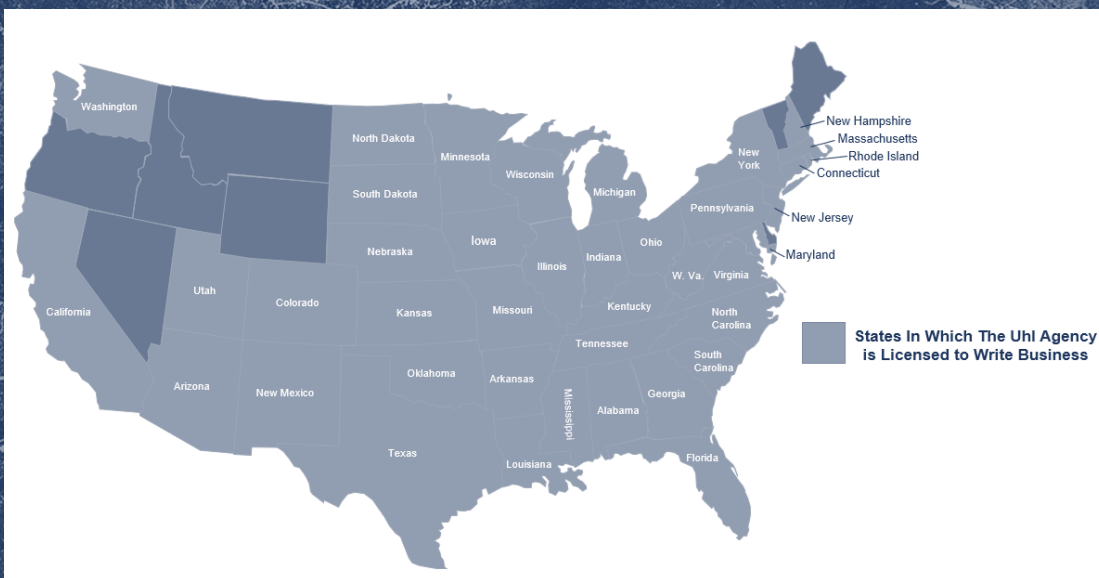 Washington
North Dakota
Minnesota
New Hampshire
Massachusetts
New
York
Rhode Island
Wisconsin
Connecticut
South Dakota
Michigan
Pennsylvania
New Jersey
Iowa
Ohio
Nebraska
Maryland
Indiana
Illinois
W. Va.
Virginia
Utah
Colorado
Kentucky
California
Kansas
Missouri
North
Carolina
States In Which The Uhl Agency
is Licensed to Write Business
Tennessee
South
Carolina
Oklahoma
Arkansas
Arizona
New Mexico
Georgia
Mississippi
Alabama
Texas
Louisiana
Florida